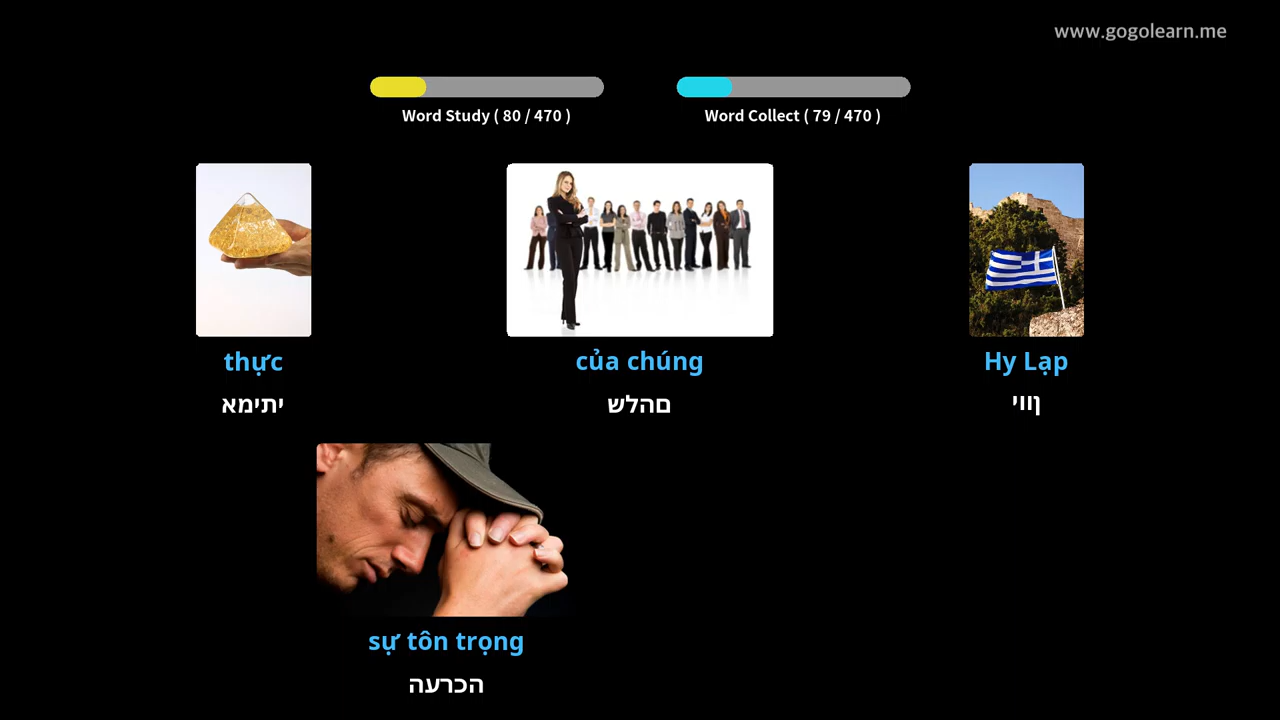 www.gogolearn.me
Word Study ( 80 / 470 )
Word Collect ( 79 / 470 )
thực
יתימא
của chúng
םהלש
Hy Lạp
ןווי
sự tôn trọng
הכרעה